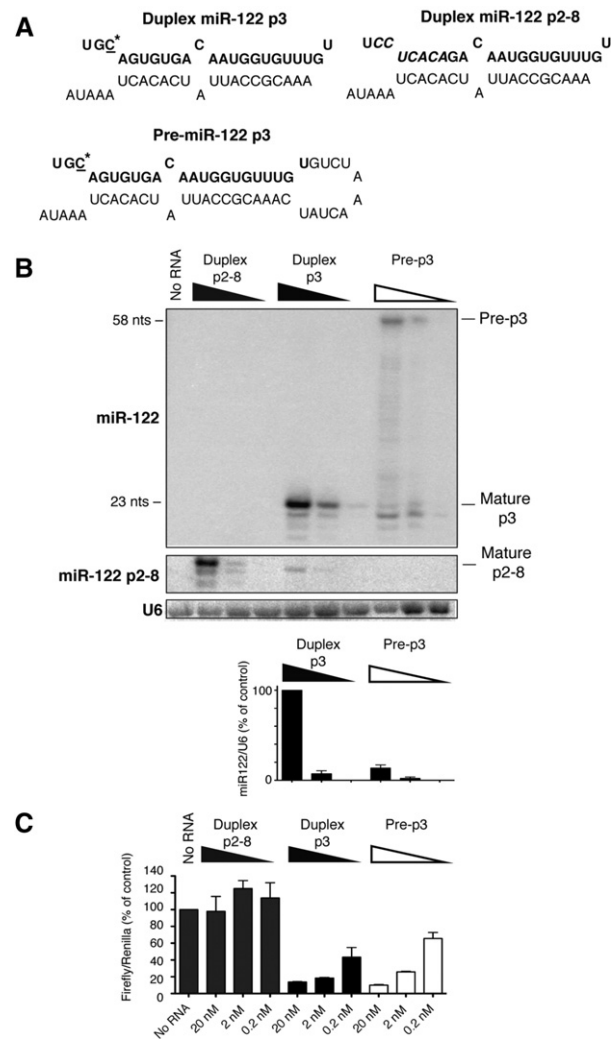 A
Duplex miR-122 p3
Duplex miR-122 p2-8
UGC* C U
AGUGUGA AAUGGUGUUUG
UCACACU UUACCGCAAA
AUAAA A
UCC C U
UCACAGA AAUGGUGUUUG
UCACACU UUACCGCAAA
AUAAA A
Pre-miR-122 p3
UGC* C UGUCU
AGUGUGA AAUGGUGUUUG A
UCACACU UUACCGCAAAC A
AUAAA A UAUCA
B
No RNA
Duplex p2-8
Duplex p3
Pre-p3
58 nts
Pre-p3
miR-122
23 nts
Mature p3
miR-122 p2-8
Mature p2-8
U6
Duplex p3
Pre-p3
miR122/U6 (% of control)
100
0
C
No RNA
Duplex p2-8
Duplex p3
Pre-p3
Firefly/Renilla (% of control)
140
120
100
80
60
40
20
0
No RNA
20 nM
2 nM
0.2 nM
20 nM
2 nM
0.2 nM
20 nM
2 nM
0.2 nM